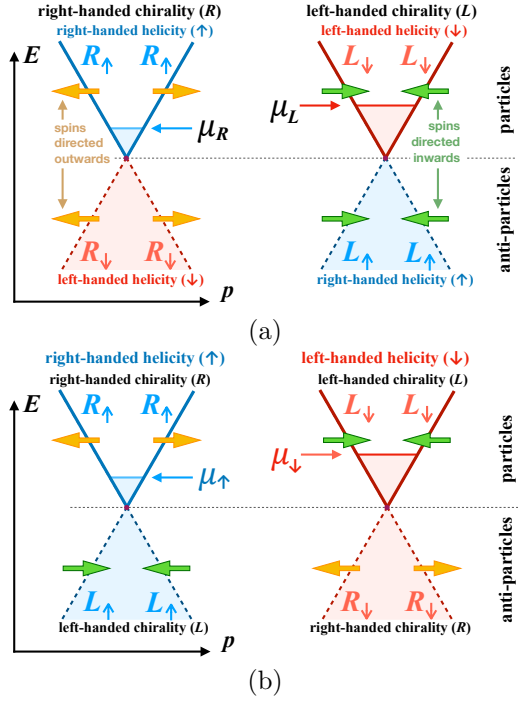 right-handed chirality (R)
left-handed chirality (L)
right-handed helicity (↑)
left-handed helicity (↓)
E
R↑ R↑
L↓ L↓
μR
μL
spins
directed
outwards
spins
directed
inwards
particles
anti-particles
R↓ R↓
L↑ L↑
left-handed helicity (↓)
right-handed helicity (↑)
p
(a)
right-handed helicity (↑)
left-handed helicity (↓)
right-handed chirality (R)
left-handed chirality (L)
E
R↑ R↑
L↓ L↓
μ↑
μ↓
particles
anti-particles
L↑ L↑
R↓ R↓
left-handed chirality (L)
right-handed chirality (R)
p
(b)